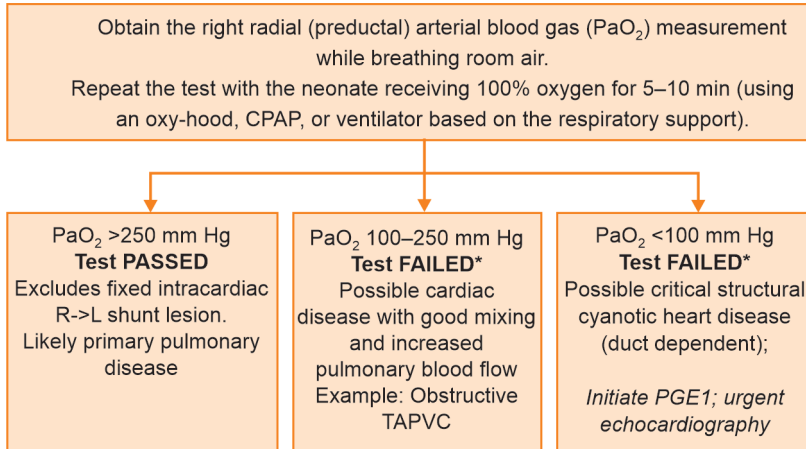 Obtain the right radial (preductal) arterial blood gas (PaO₂) measurement
while breathing room air.
Repeat the test with the neonate receiving 100% oxygen for 5–10 min (using
an oxy-hood, CPAP, or ventilator based on the respiratory support).
PaO₂ >250 mm Hg
Test PASSED
Excludes fixed intracardiac
R->L shunt lesion.
Likely primary pulmonary
disease
PaO₂ 100–250 mm Hg
Test FAILED*
Possible cardiac
disease with good mixing
and increased
pulmonary blood flow
Example: Obstructive
TAPVC
PaO₂ <100 mm Hg
Test FAILED*
Possible critical structural
cyanotic heart disease
(duct dependent);
Initiate PGE1; urgent
echocardiography